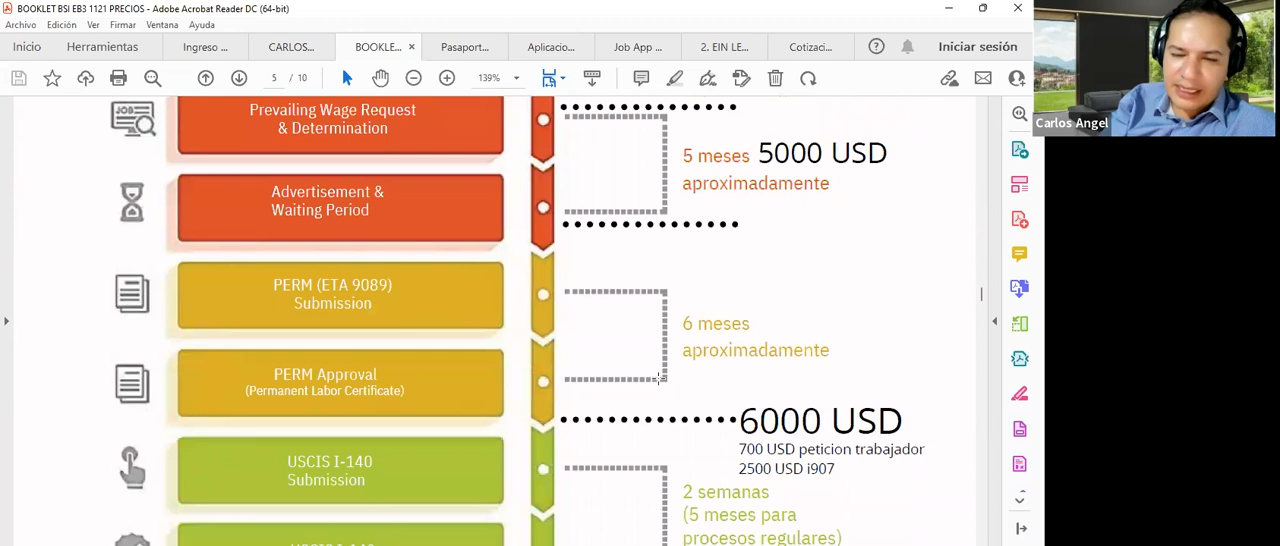 BOOKLET BSI EB3 1121 PRECIOS - Adobe Acrobat Reader DC (64-bit)
Archivo Edición Ver Firmar Ventana Ayuda
Inicio Herramientas Ingreso ... CARLOS... BOOKLE... × Pasaport... Aplicacio... Job App ... 2. EIN LE... Cotizaci... Iniciar sesión
5 / 10 139%
Carlos Angel
JOB
Prevailing Wage Request
& Determination
5 meses 5000 USD
aproximadamente
Advertisement &
Waiting Period
PERM (ETA 9089)
Submission
6 meses
aproximadamente
PERM Approval
(Permanent Labor Certificate)
6000 USD
700 USD peticion trabajador
2500 USD i907
USCIS I-140
Submission
2 semanas
(5 meses para
procesos regulares)
USCIS I-140